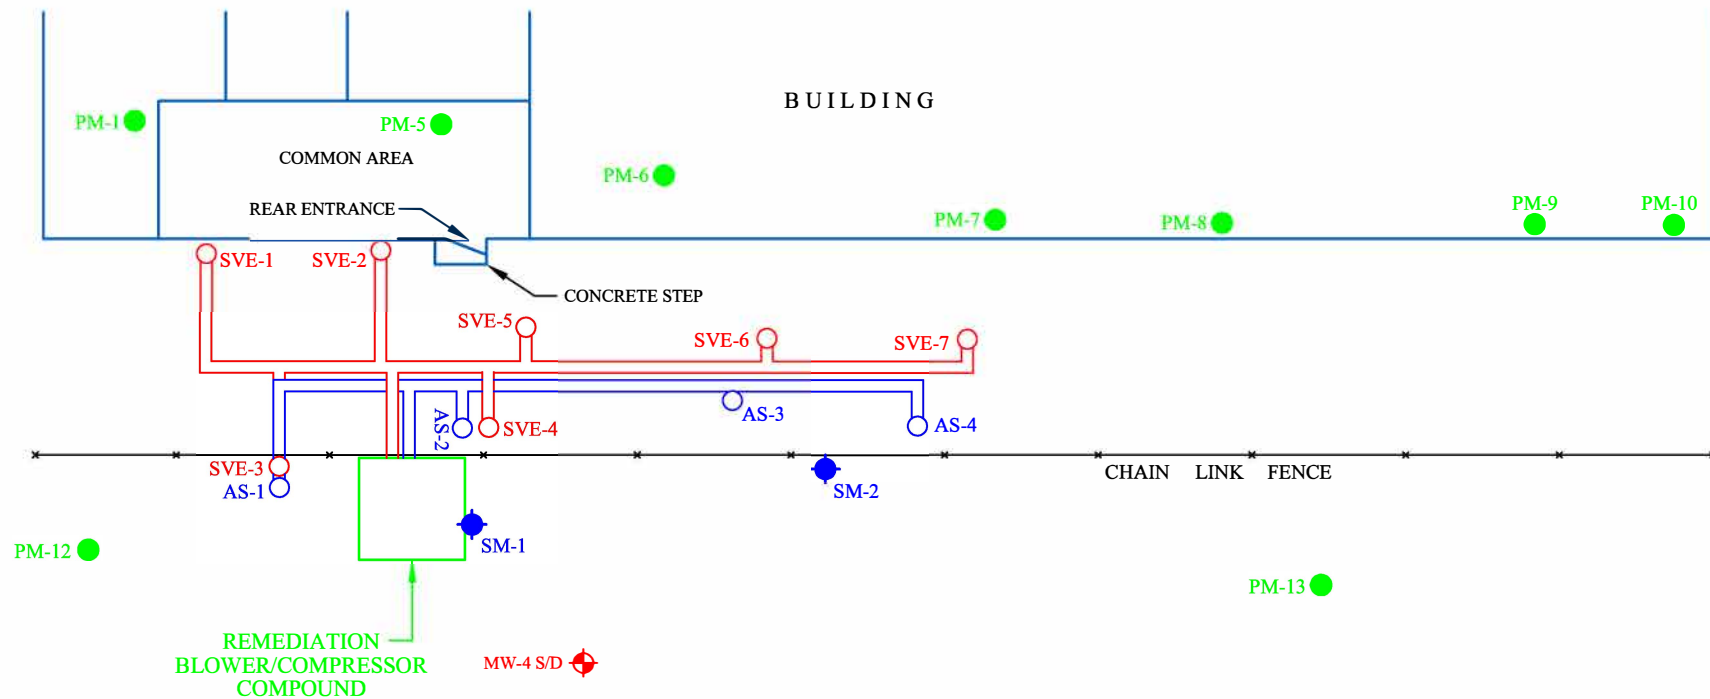 BUILDING
PM-1
PM-5
COMMON AREA
PM-6
REAR ENTRANCE
PM-7
PM-8
PM-9
PM-10
SVE-1
SVE-2
CONCRETE STEP
SVE-5
SVE-6
SVE-7
AS-2
SVE-4
AS-3
AS-4
SVE-3
AS-1
CHAIN LINK FENCE
SM-2
SM-1
PM-12
PM-13
REMEDIATION
BLOWER/COMPRESSOR
COMPOUND
MW-4 S/D